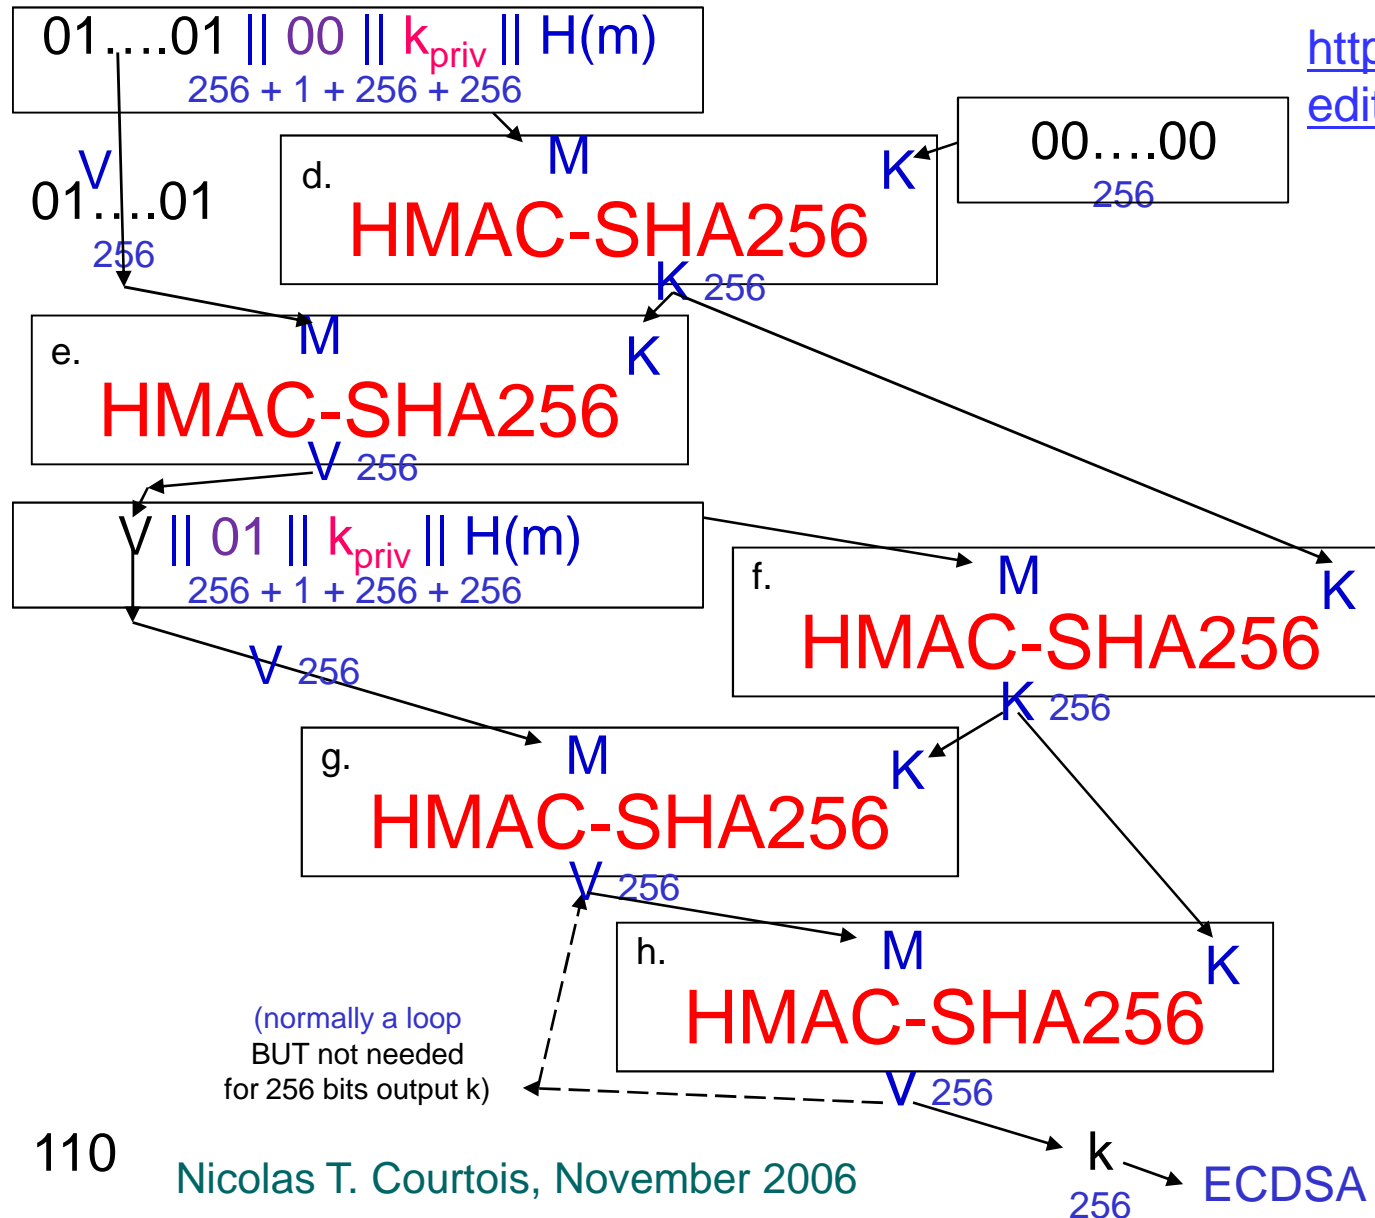 01….01 || 00 || kpriv || H(m)
256 + 1 + 256 + 256
http
edit
00….00
256
V
01….01
256
d.
M
K
HMAC-SHA256
K 256
e.
M
K
HMAC-SHA256
V 256
V || 01 || kpriv || H(m)
256 + 1 + 256 + 256
f.
M
K
HMAC-SHA256
K 256
V 256
g.
M
K
HMAC-SHA256
V 256
h.
M
K
HMAC-SHA256
V 256
(normally a loop
BUT not needed
for 256 bits output k)
k
256
ECDSA
110
Nicolas T. Courtois, November 2006